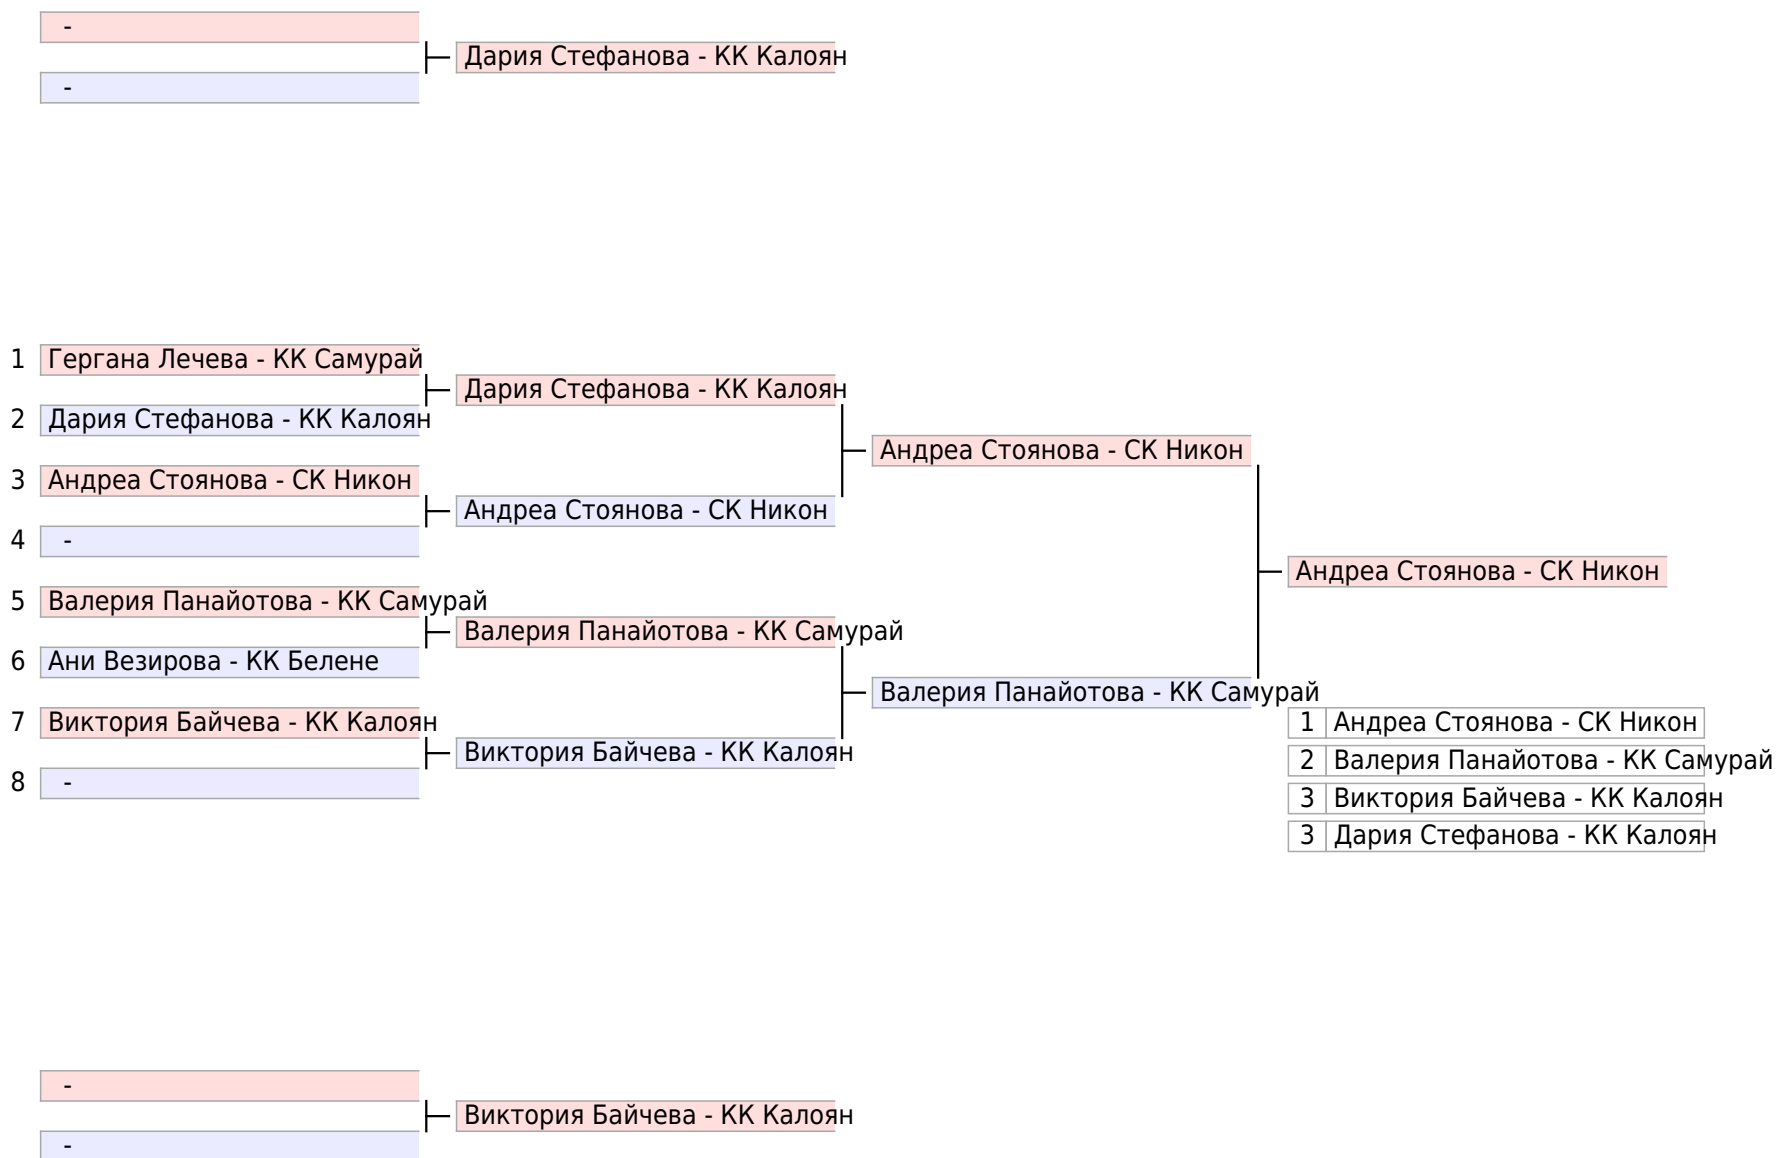 -
Дария Стефанова - КК Калоян
-
1 Гергана Лечева - КК Самурай
Дария Стефанова - КК Калоян
2 Дария Стефанова - КК Калоян
Андреа Стоянова - СК Никон
3 Андреа Стоянова - СК Никон
Андреа Стоянова - СК Никон
4 -
Андреа Стоянова - СК Никон
5 Валерия Панайотова - КК Самурай
Валерия Панайотова - КК Самурай
6 Ани Везирова - КК Белене
Валерия Панайотова - КК Самурай
7 Виктория Байчева - КК Калоян
Виктория Байчева - КК Калоян
8 -
1 Андреа Стоянова - СК Никон
2 Валерия Панайотова - КК Самурай
3 Виктория Байчева - КК Калоян
3 Дария Стефанова - КК Калоян
-
Виктория Байчева - КК Калоян
-